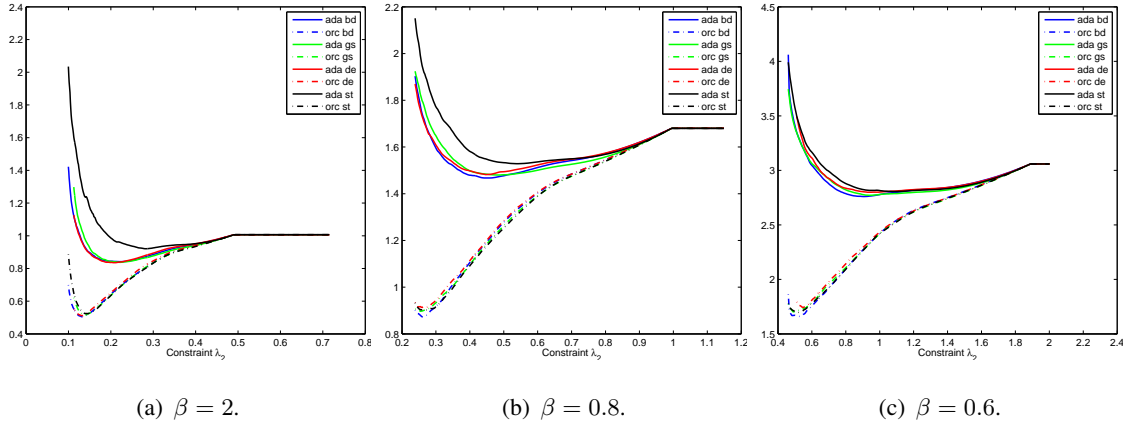 2.4
2.2
2
1.8
1.6
1.4
1.2
1
0.8
0.6
0.4
0 0.1 0.2 0.3 0.4 0.5 0.6 0.7 0.8
Constraint λ₂
ada bd
orc bd
ada gs
orc gs
ada de
orc de
ada st
orc st
2.2
2
1.8
1.6
1.4
1.2
1
0.8
0.2 0.3 0.4 0.5 0.6 0.7 0.8 0.9 1 1.1 1.2
Constraint λ₂
ada bd
orc bd
ada gs
orc gs
ada de
orc de
ada st
orc st
4.5
4
3.5
3
2.5
2
1.5
0.4 0.6 0.8 1 1.2 1.4 1.6 1.8 2 2.2 2.4
Constraint λ₂
ada bd
orc bd
ada gs
orc gs
ada de
orc de
ada st
orc st
(a) β = 2.
(b) β = 0.8.
(c) β = 0.6.